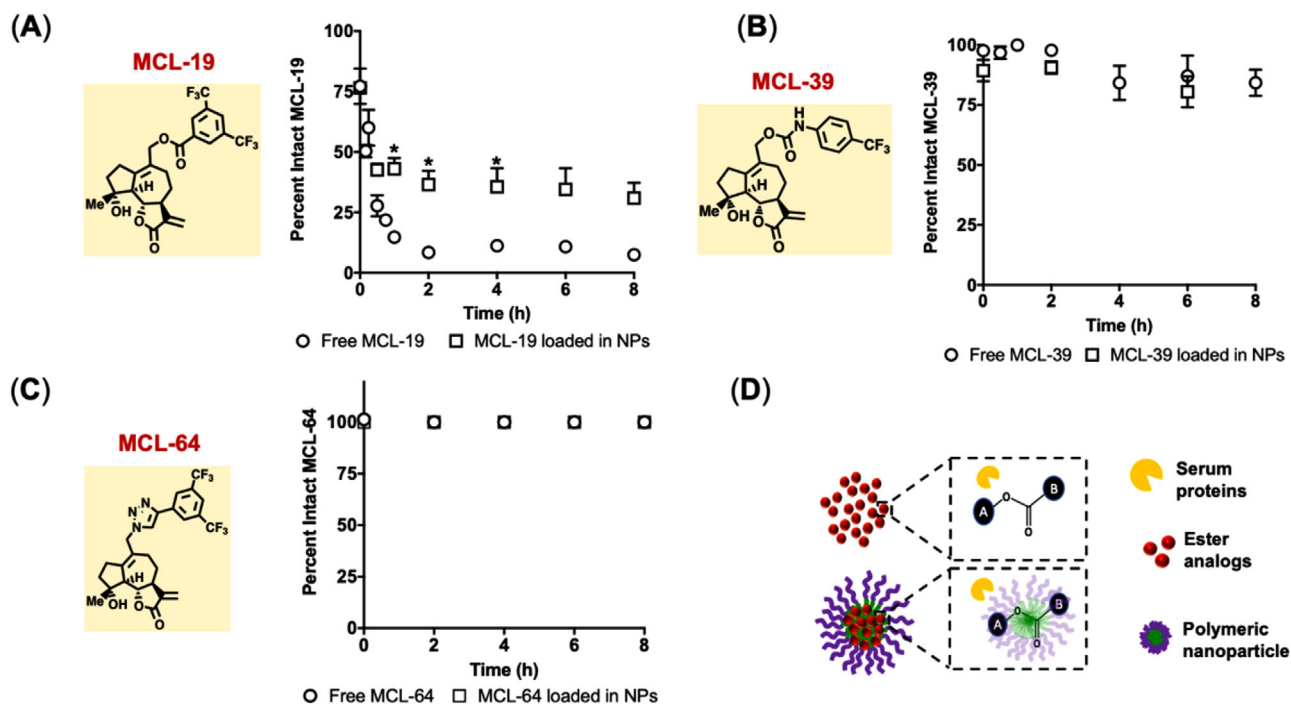 (A)
MCL-19
F₃C
CF₃
O
O
H
Me
OH
O
O
Percent Intact MCL-19
100
75
50
25
0
* * *
0 2 4 6 8
Time (h)
Free MCL-19 MCL-19 loaded in NPs
(B)
MCL-39
H
O N
O
CF₃
H
Me
OH
O
O
Percent Intact MCL-39
100
75
50
25
0
0 2 4 6 8
Time (h)
Free MCL-39 MCL-39 loaded in NPs
(C)
MCL-64
CF₃
N
N
N
CF₃
H
Me
OH
O
O
Percent Intact MCL-64
100
75
50
25
0
0 2 4 6 8
Time (h)
Free MCL-64 MCL-64 loaded in NPs
(D)
A O B
O
A O B
O
Serum
proteins
Ester
analogs
Polymeric
nanoparticle